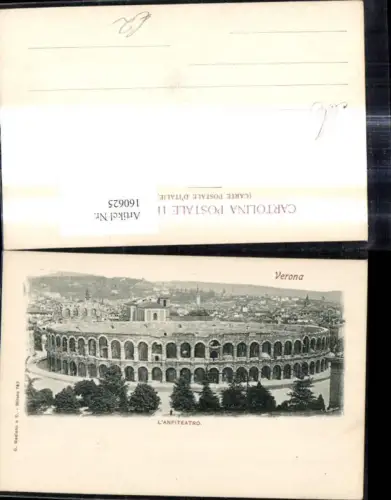 CARTOLINA POSTALE
(CARTE POSTALE D'ITALIE
Artikel Nr.
160625
Verona
L'ANFITEATRO.